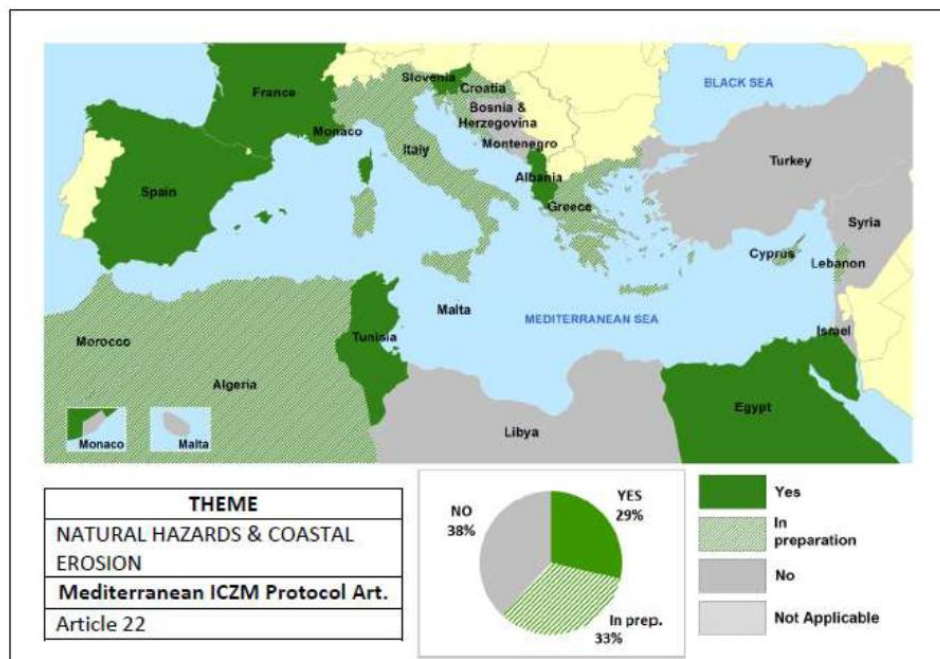 BLACK SEA
Slovenia
Croatia
France
Bosnia &
Herzegovina
Monaco
Italy
Montenegro
Turkey
Albania
Spain
Greece
Syria
Cyprus
Lebanon
Malta
MEDITERRANEAN SEA
Israel
Tunisia
Morocco
Algeria
Egypt
Libya
Monaco
Malta
THEME
NATURAL HAZARDS & COASTAL
EROSION
Mediterranean ICZM Protocol Art.
Article 22
NO
38%
YES
29%
In prep.
33%
Yes
In
preparation
No
Not Applicable